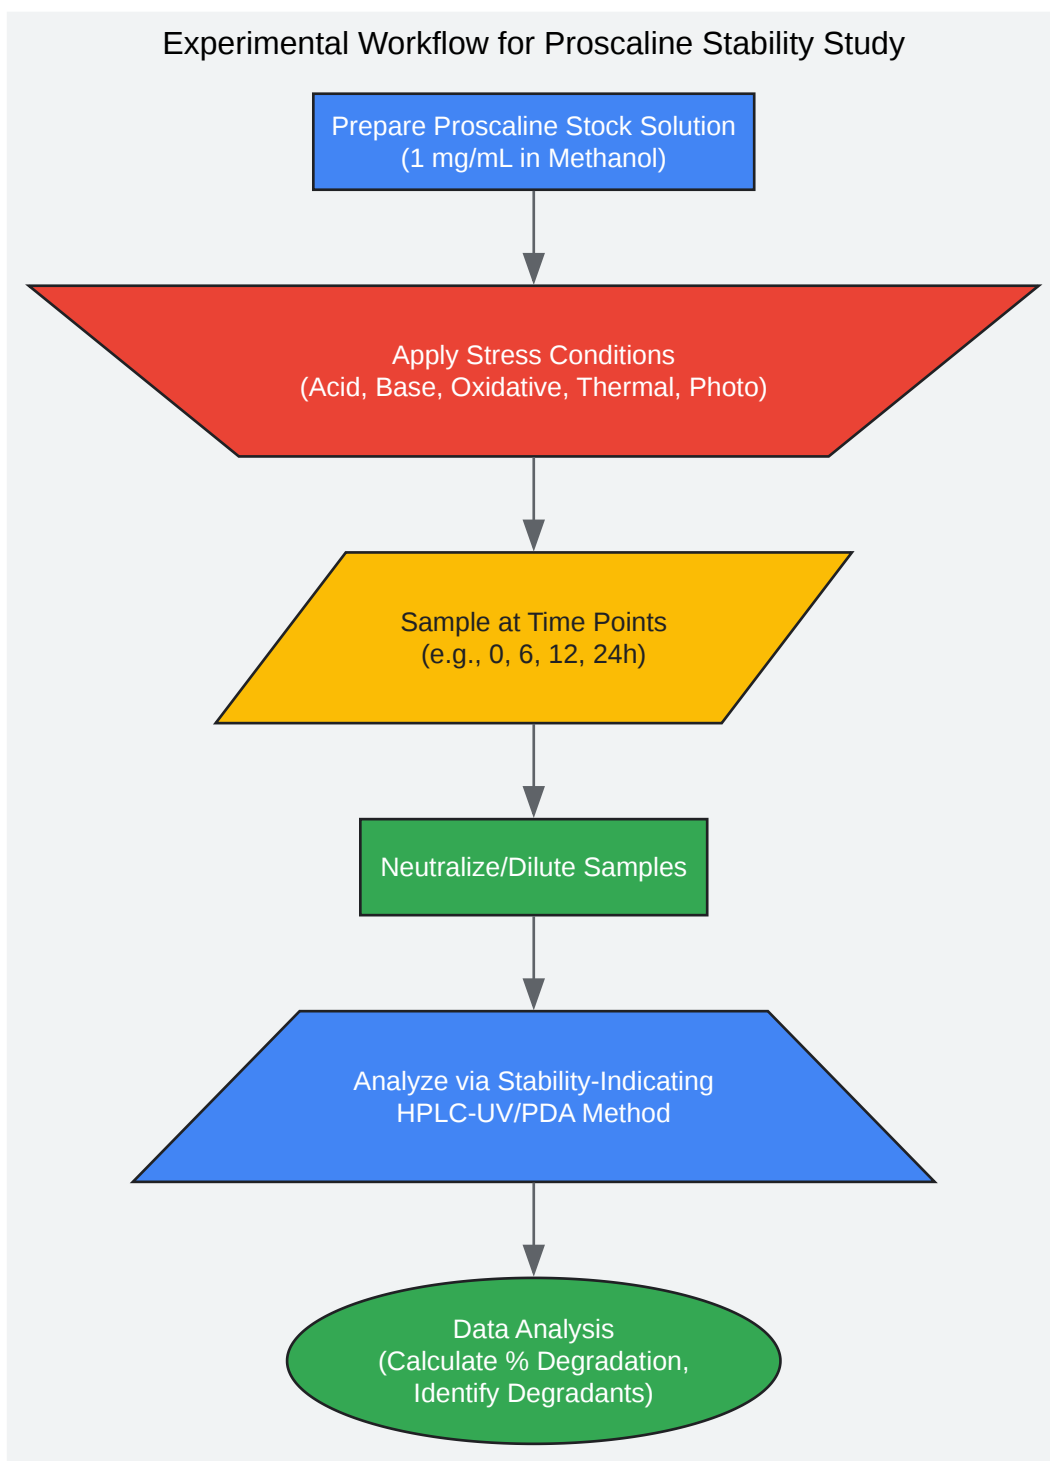 Experimental Workflow for Proscaline Stability Study
Prepare Proscaline Stock Solution
(1 mg/mL in Methanol)
Apply Stress Conditions
(Acid, Base, Oxidative, Thermal, Photo)
Sample at Time Points
(e.g., 0, 6, 12, 24h)
Neutralize/Dilute Samples
Analyze via Stability-Indicating
HPLC-UV/PDA Method
Data Analysis
(Calculate % Degradation,
Identify Degradants)